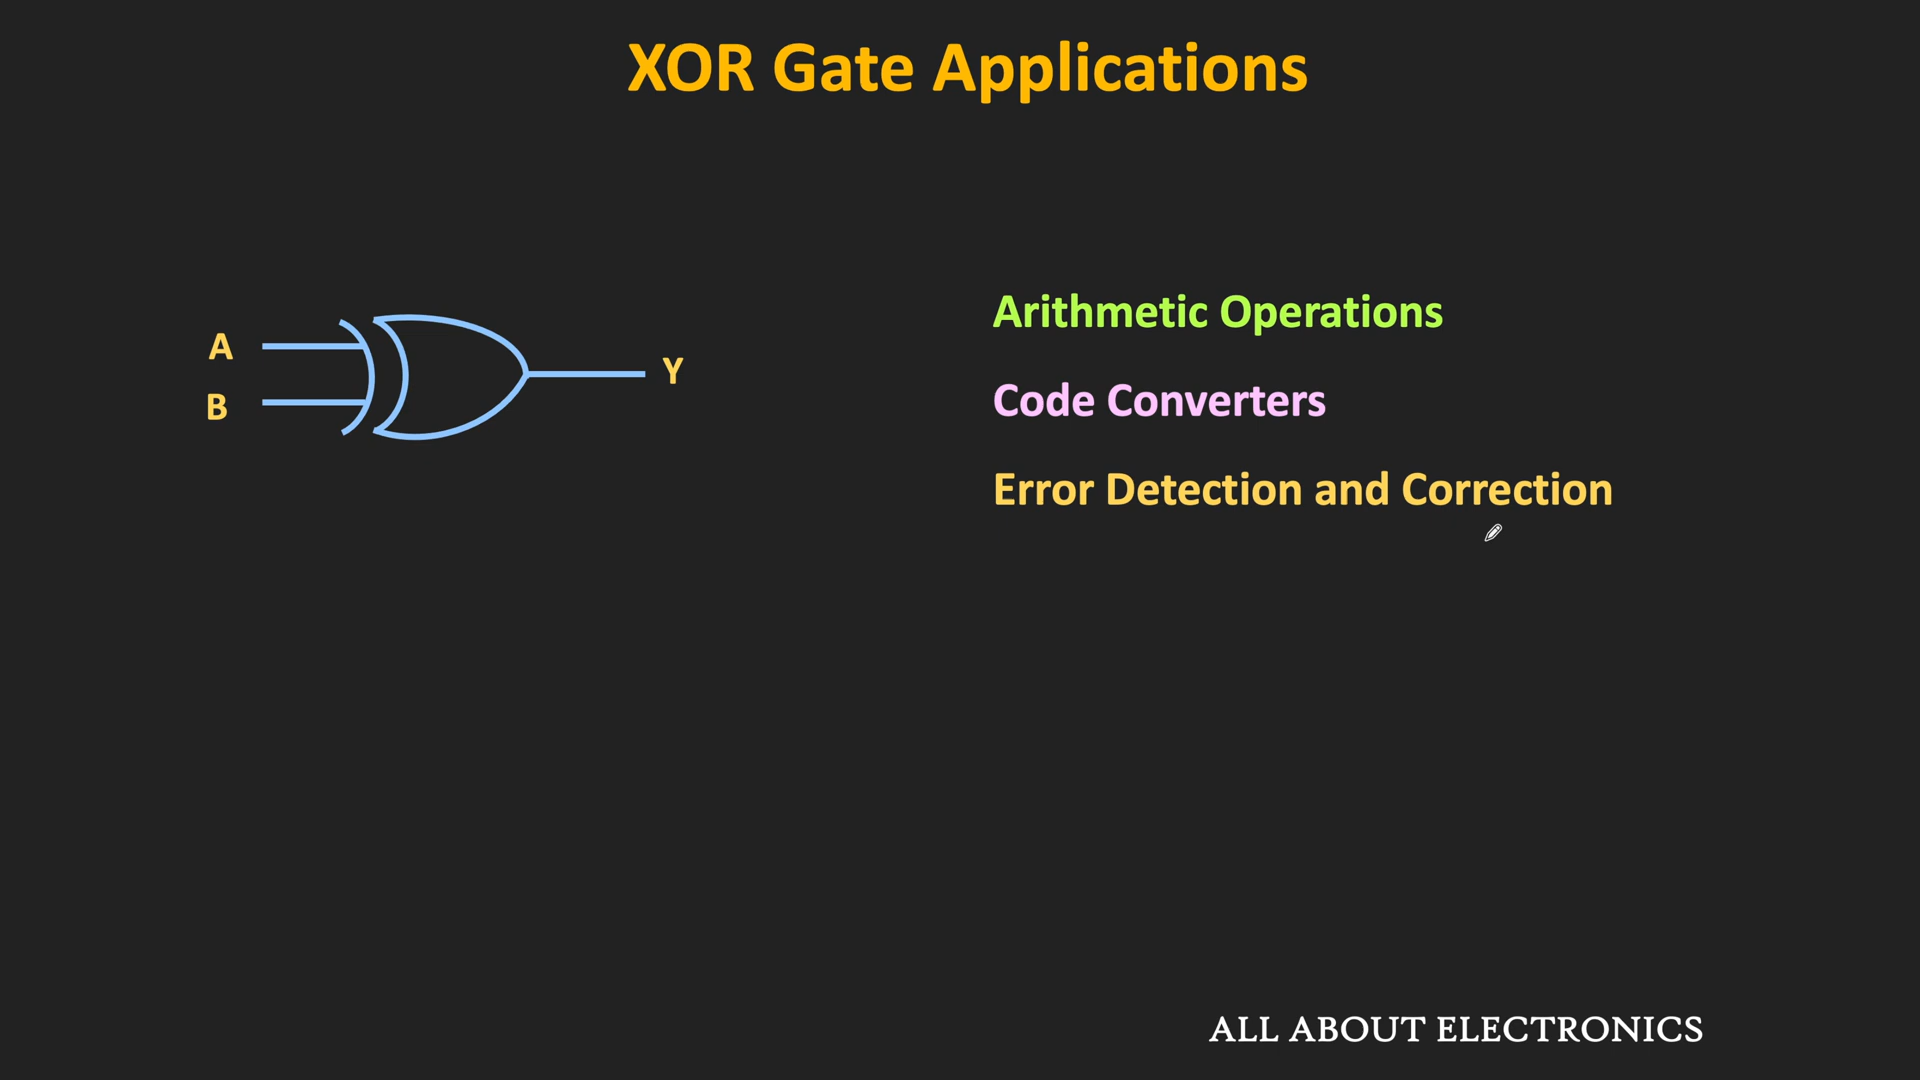 XOR Gate Applications
A
B
Y
Arithmetic Operations
Code Converters
Error Detection and Correction
ALL ABOUT ELECTRONICS